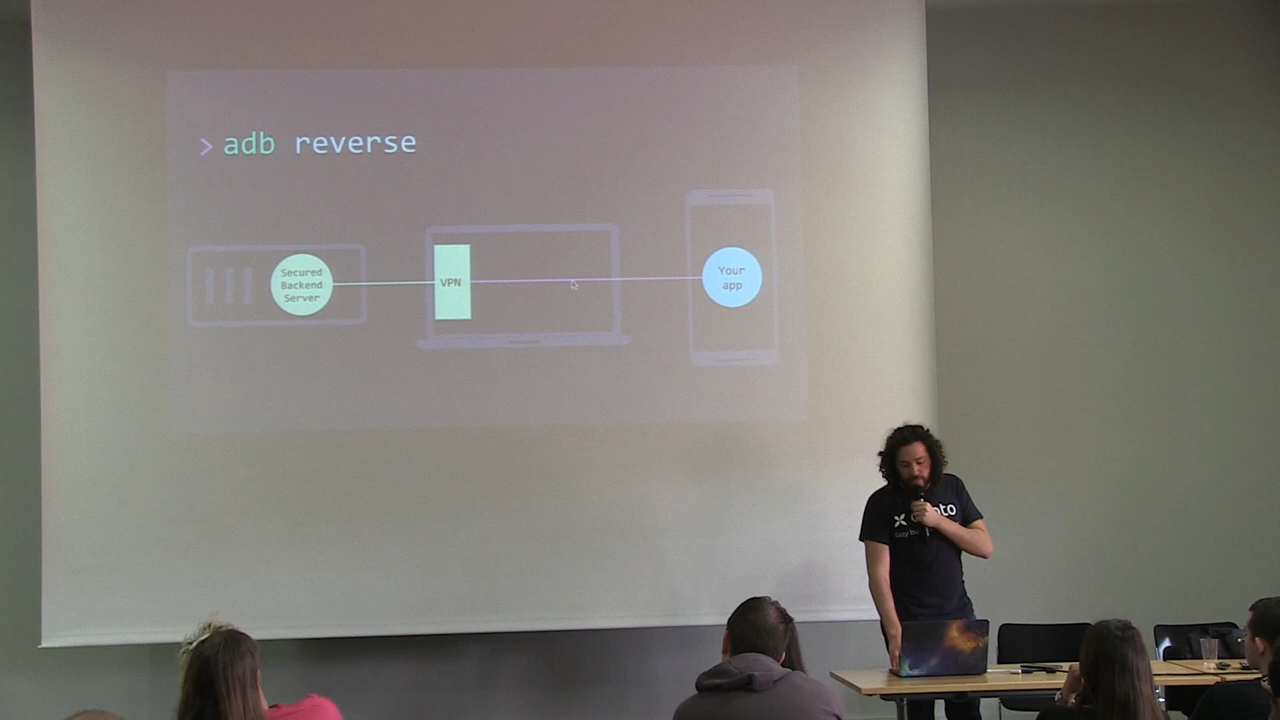 > adb reverse
Secured
Backend
Server
VPN
Your
app